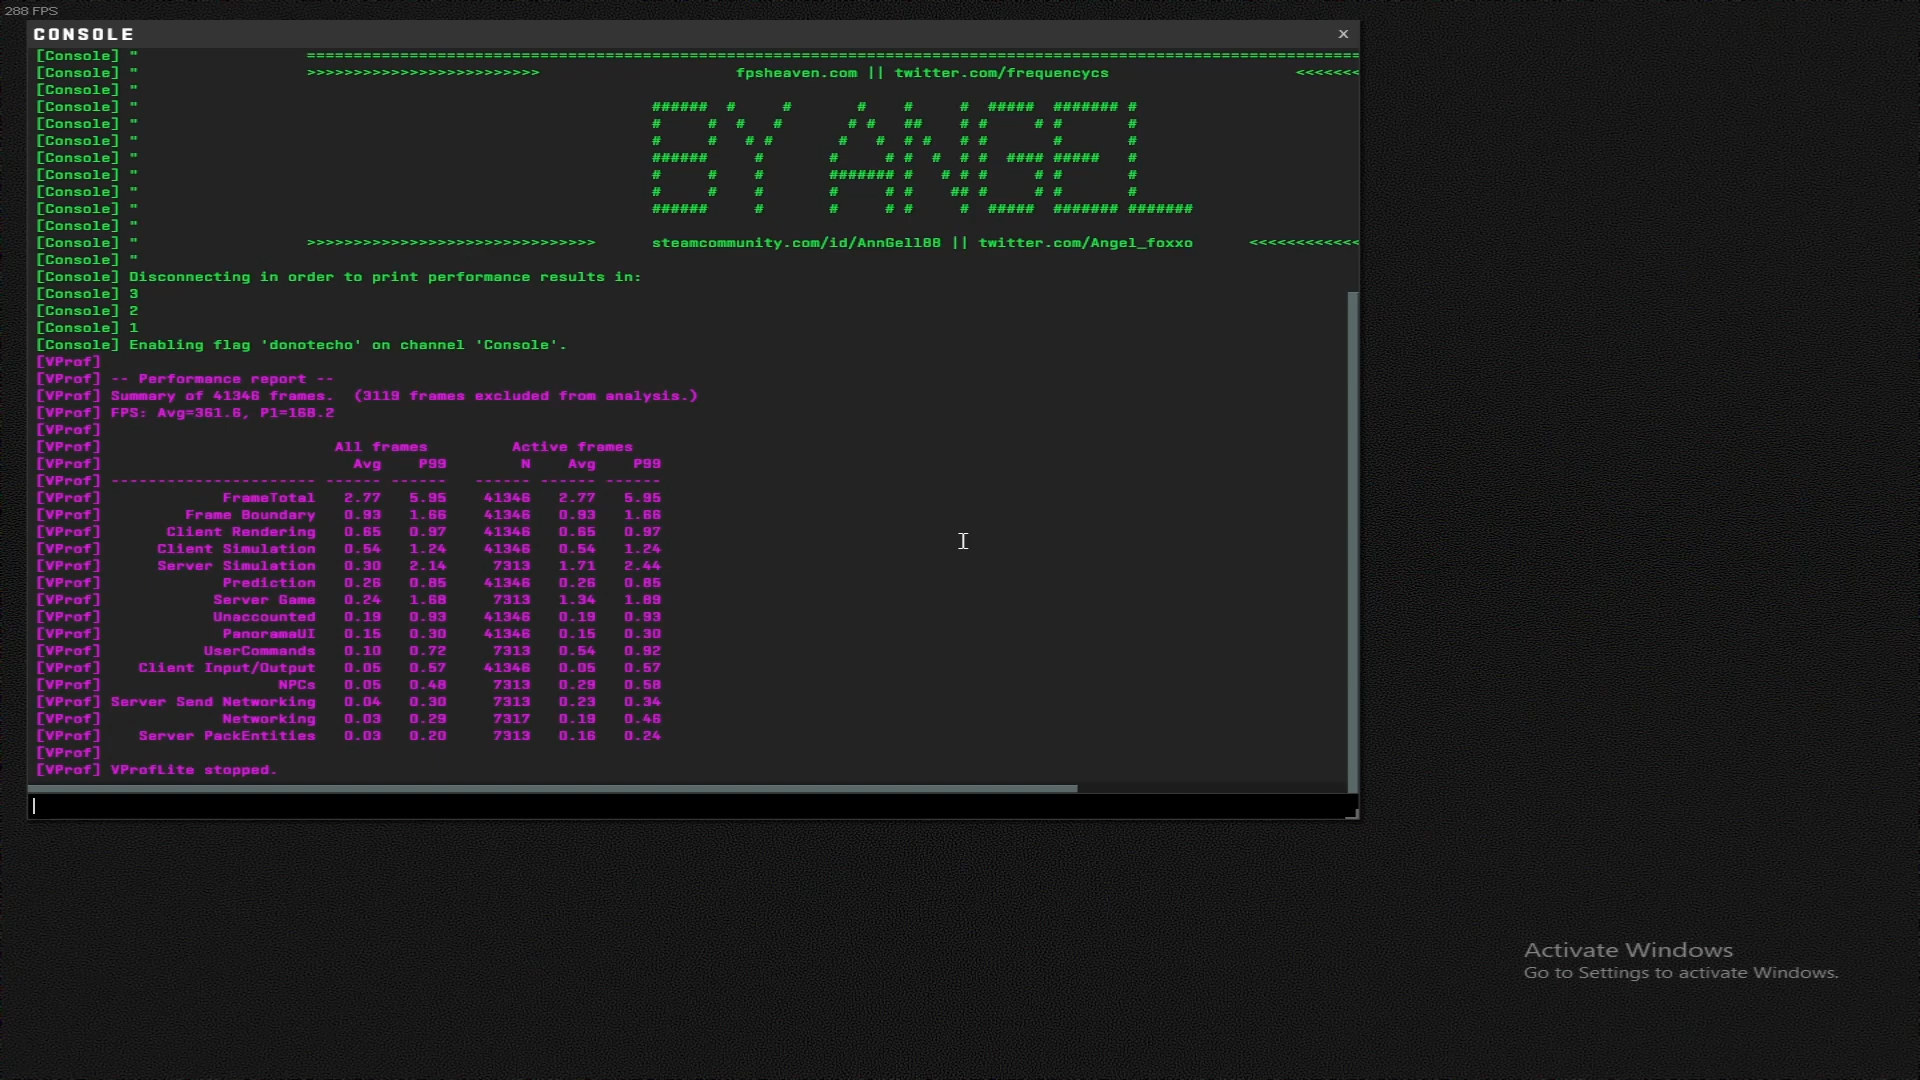 288 FPS
CONSOLE ×
[Console] " ==================================================================================================================
[Console] " >>>>>>>>>>>>>>>>>>>>>>>>> fpsheaven.com || twitter.com/frequencycs <<<<<<<
[Console] "
[Console] " ###### # # # # # ##### ####### #
[Console] " # # # # # # ## # # # # #
[Console] " # # # # # # # # # # # #
[Console] " ###### # # # # # # # #### ##### #
[Console] " # # # ####### # # # # # # #
[Console] " # # # # # # ## # # # #
[Console] " ###### # # # # # ##### ####### #######
[Console] "
[Console] " >>>>>>>>>>>>>>>>>>>>>>>>>>>>>>> steamcommunity.com/id/AnnGell88 || twitter.com/Angel_foxxo <<<<<<<<<<<<
[Console] "
[Console] Disconnecting in order to print performance results in:
[Console] 3
[Console] 2
[Console] 1
[Console] Enabling flag 'donotecho' on channel 'Console'.
[VProf]
[VProf] -- Performance report --
[VProf] Summary of 41346 frames. (3119 frames excluded from analysis.)
[VProf] FPS: Avg=361.6, P1=168.2
[VProf]
[VProf] All frames Active frames
[VProf] Avg P99 N Avg P99
[VProf] ---------------------- ------ ------ ------ ------ ------
[VProf] FrameTotal 2.77 5.95 41346 2.77 5.95
[VProf] Frame Boundary 0.93 1.66 41346 0.93 1.66
[VProf] Client Rendering 0.65 0.97 41346 0.65 0.97
[VProf] Client Simulation 0.54 1.24 41346 0.54 1.24
[VProf] Server Simulation 0.30 2.14 7313 1.71 2.44
[VProf] Prediction 0.26 0.85 41346 0.26 0.85
[VProf] Server Game 0.24 1.68 7313 1.34 1.89
[VProf] Unaccounted 0.19 0.93 41346 0.19 0.93
[VProf] PanoramaUI 0.15 0.30 41346 0.15 0.30
[VProf] UserCommands 0.10 0.72 7313 0.54 0.92
[VProf] Client Input/Output 0.05 0.57 41346 0.05 0.57
[VProf] NPCs 0.05 0.48 7313 0.29 0.58
[VProf] Server Send Networking 0.04 0.30 7313 0.23 0.34
[VProf] Networking 0.03 0.29 7317 0.19 0.46
[VProf] Server PackEntities 0.03 0.20 7313 0.16 0.24
[VProf]
[VProf] VProfLite stopped.
Activate Windows
Go to Settings to activate Windows.